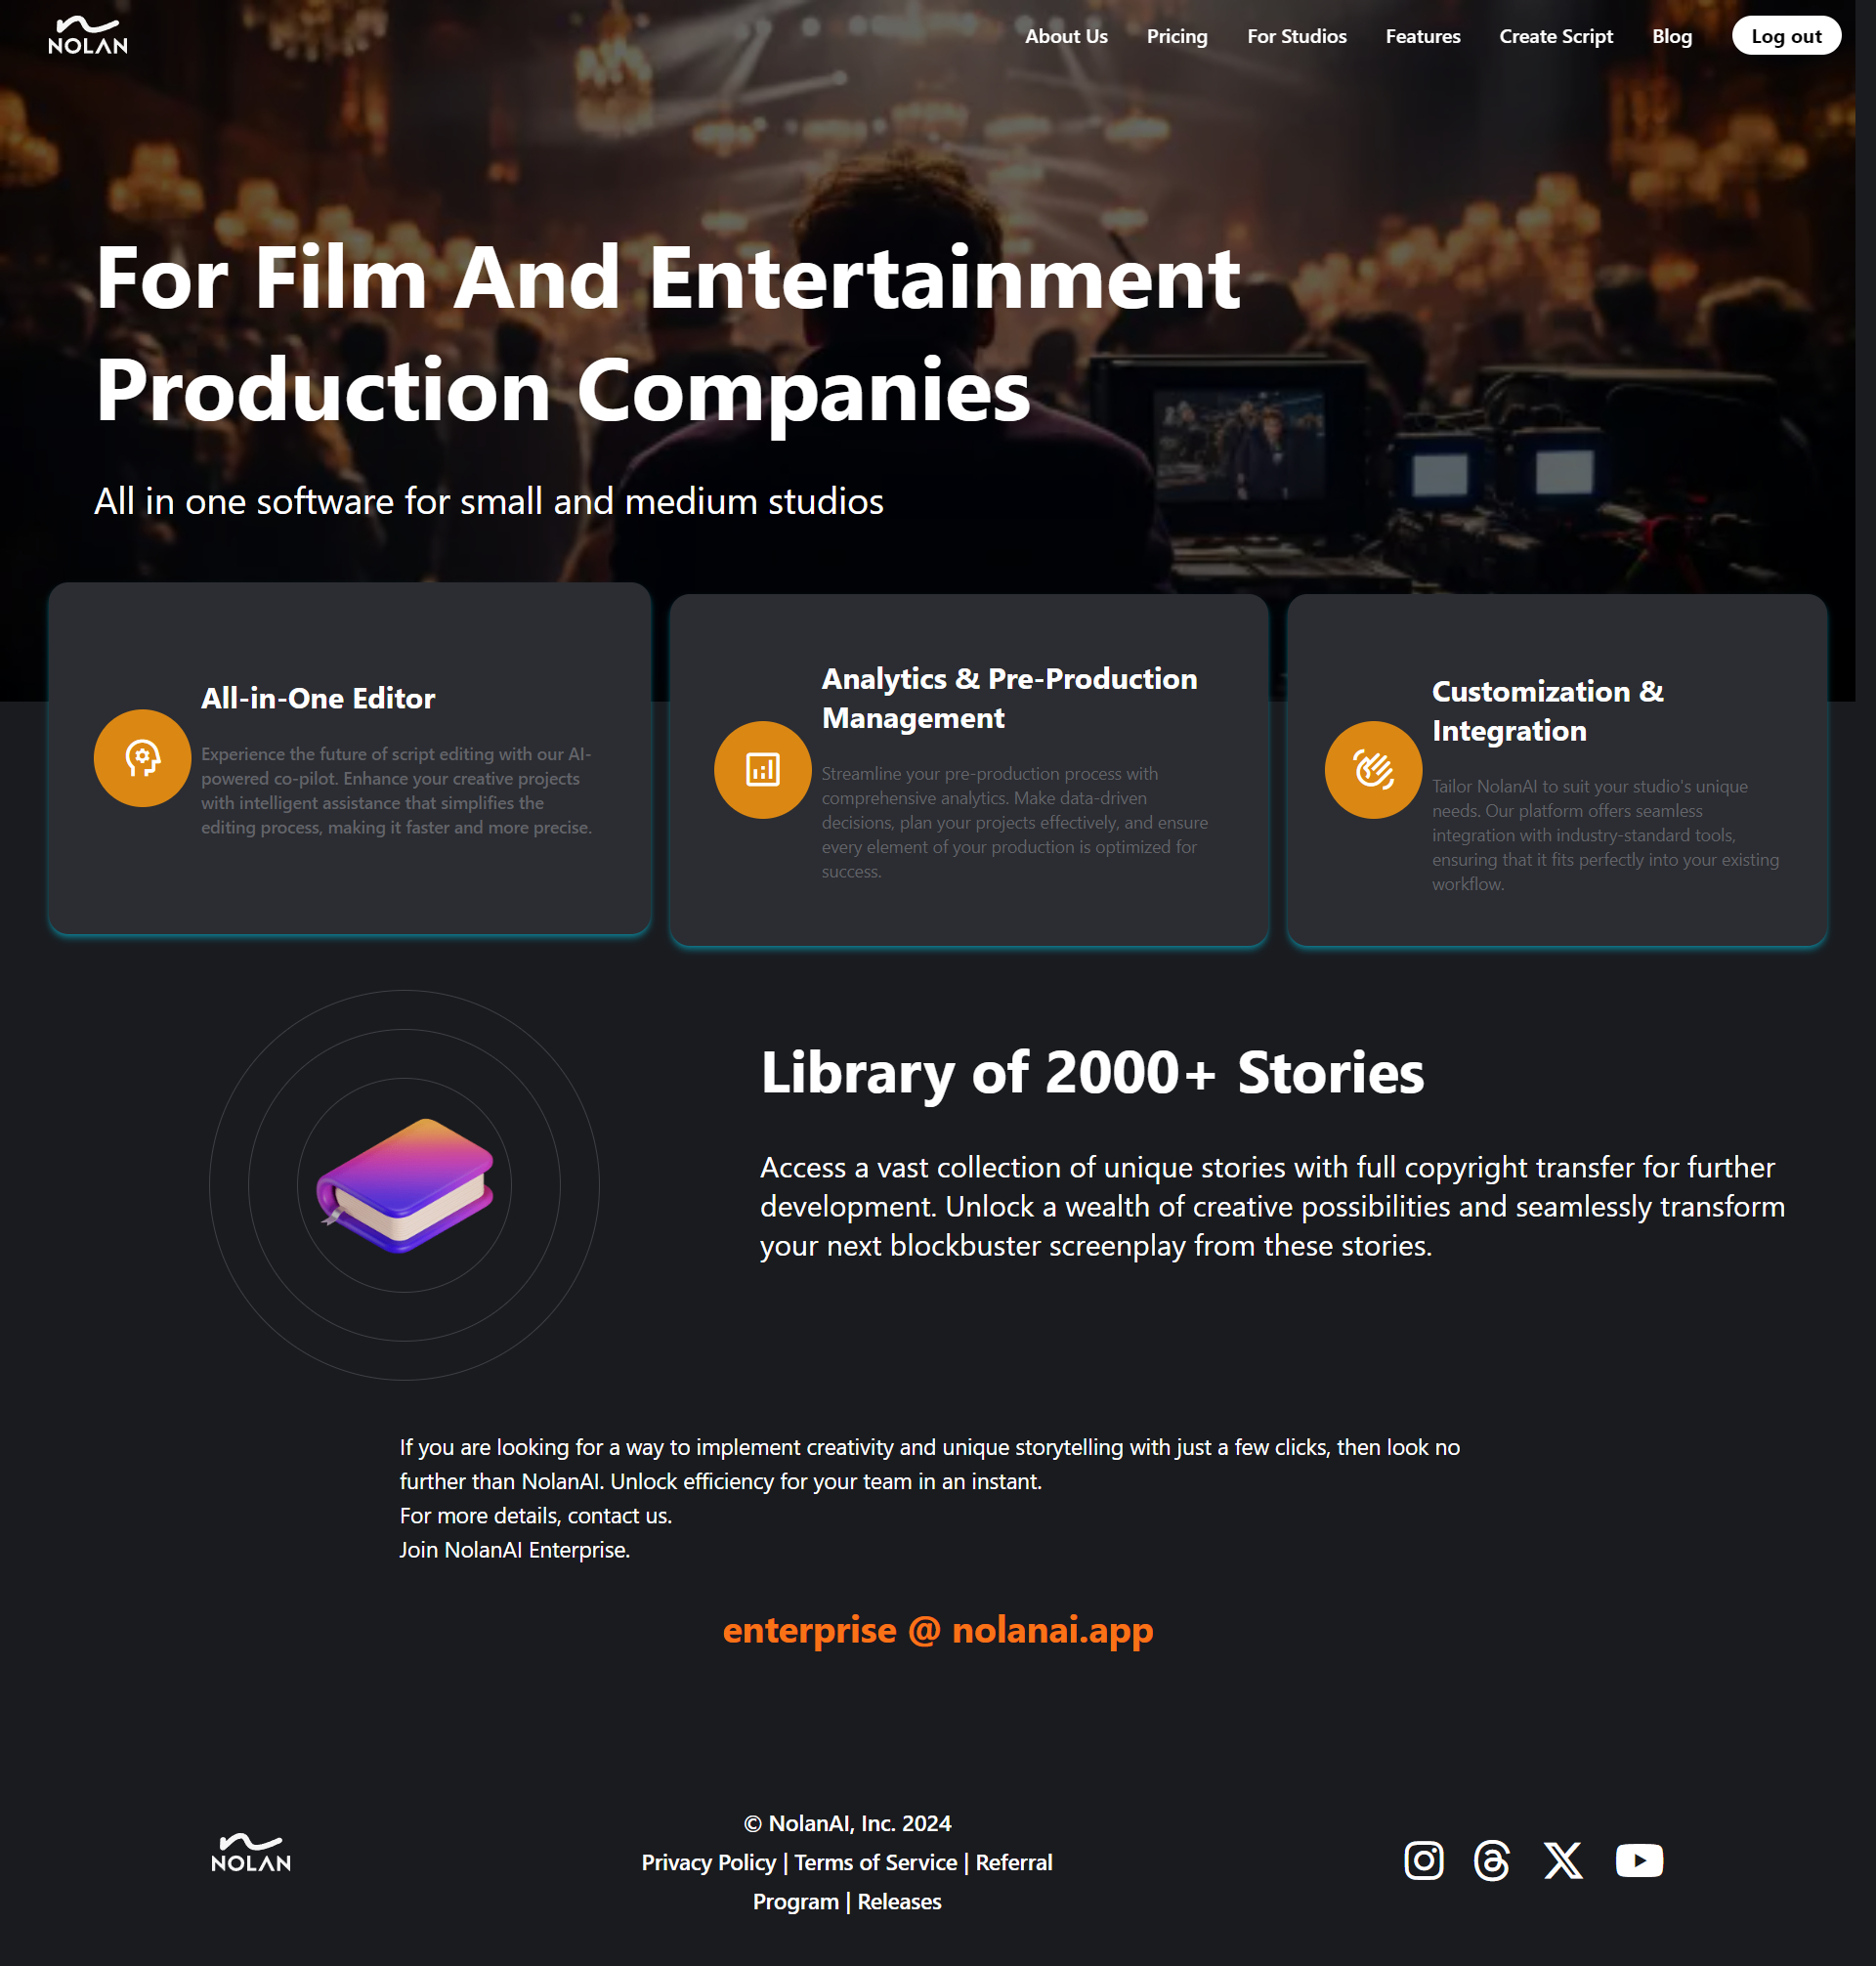 NOLAN
About Us
Pricing
For Studios
Features
Create Script
Blog
Log out
For Film And Entertainment
Production Companies
All in one software for small and medium studios
All-in-One Editor
Experience the future of script editing with our AI-
powered co-pilot. Enhance your creative projects
with intelligent assistance that simplifies the
editing process, making it faster and more precise.
Analytics & Pre-Production
Management
Streamline your pre-production process with
comprehensive analytics. Make data-driven
decisions, plan your projects effectively, and ensure
every element of your production is optimized for
success.
Customization &
Integration
Tailor NolanAI to suit your studio's unique
needs. Our platform offers seamless
integration with industry-standard tools,
ensuring that it fits perfectly into your existing
workflow.
Library of 2000+ Stories
Access a vast collection of unique stories with full copyright transfer for further
development. Unlock a wealth of creative possibilities and seamlessly transform
your next blockbuster screenplay from these stories.
If you are looking for a way to implement creativity and unique storytelling with just a few clicks, then look no
further than NolanAI. Unlock efficiency for your team in an instant.
For more details, contact us.
Join NolanAI Enterprise.
enterprise @ nolanai.app
NOLAN
© NolanAI, Inc. 2024
Privacy Policy | Terms of Service | Referral
Program | Releases